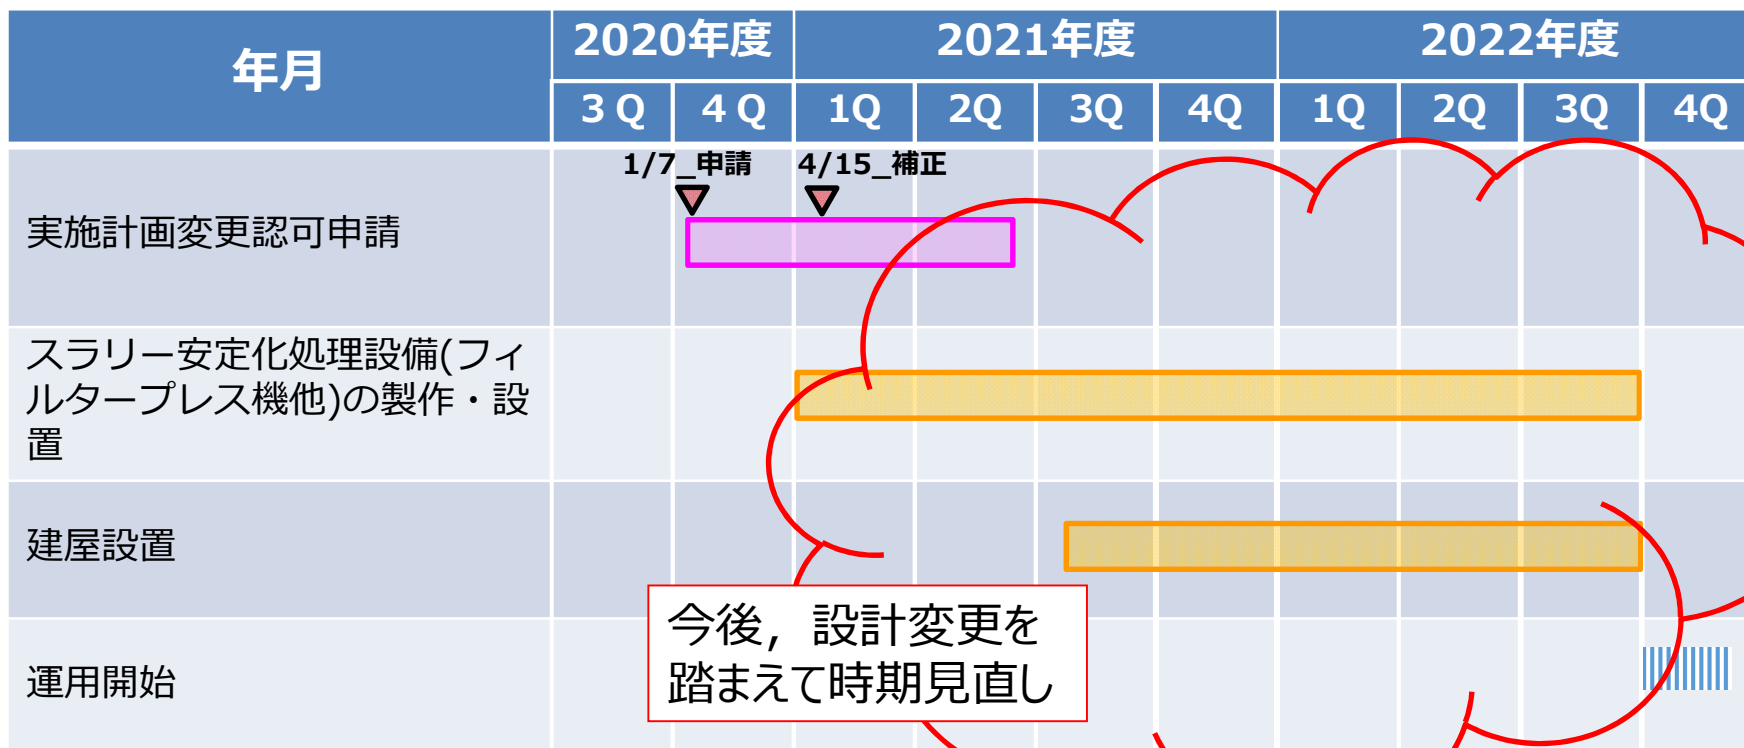 年月
2020年度 2021年度 2022年度
3 Q 4 Q 1Q 2Q 3Q 4Q 1Q 2Q 3Q 4Q
1/7_申請 4/15_補正
実施計画変更認可申請
スラリー安定化処理設備(フィ
ルタープレス機他)の製作・設
置
建屋設置
今後，設計変更を
踏まえて時期見直し
運用開始